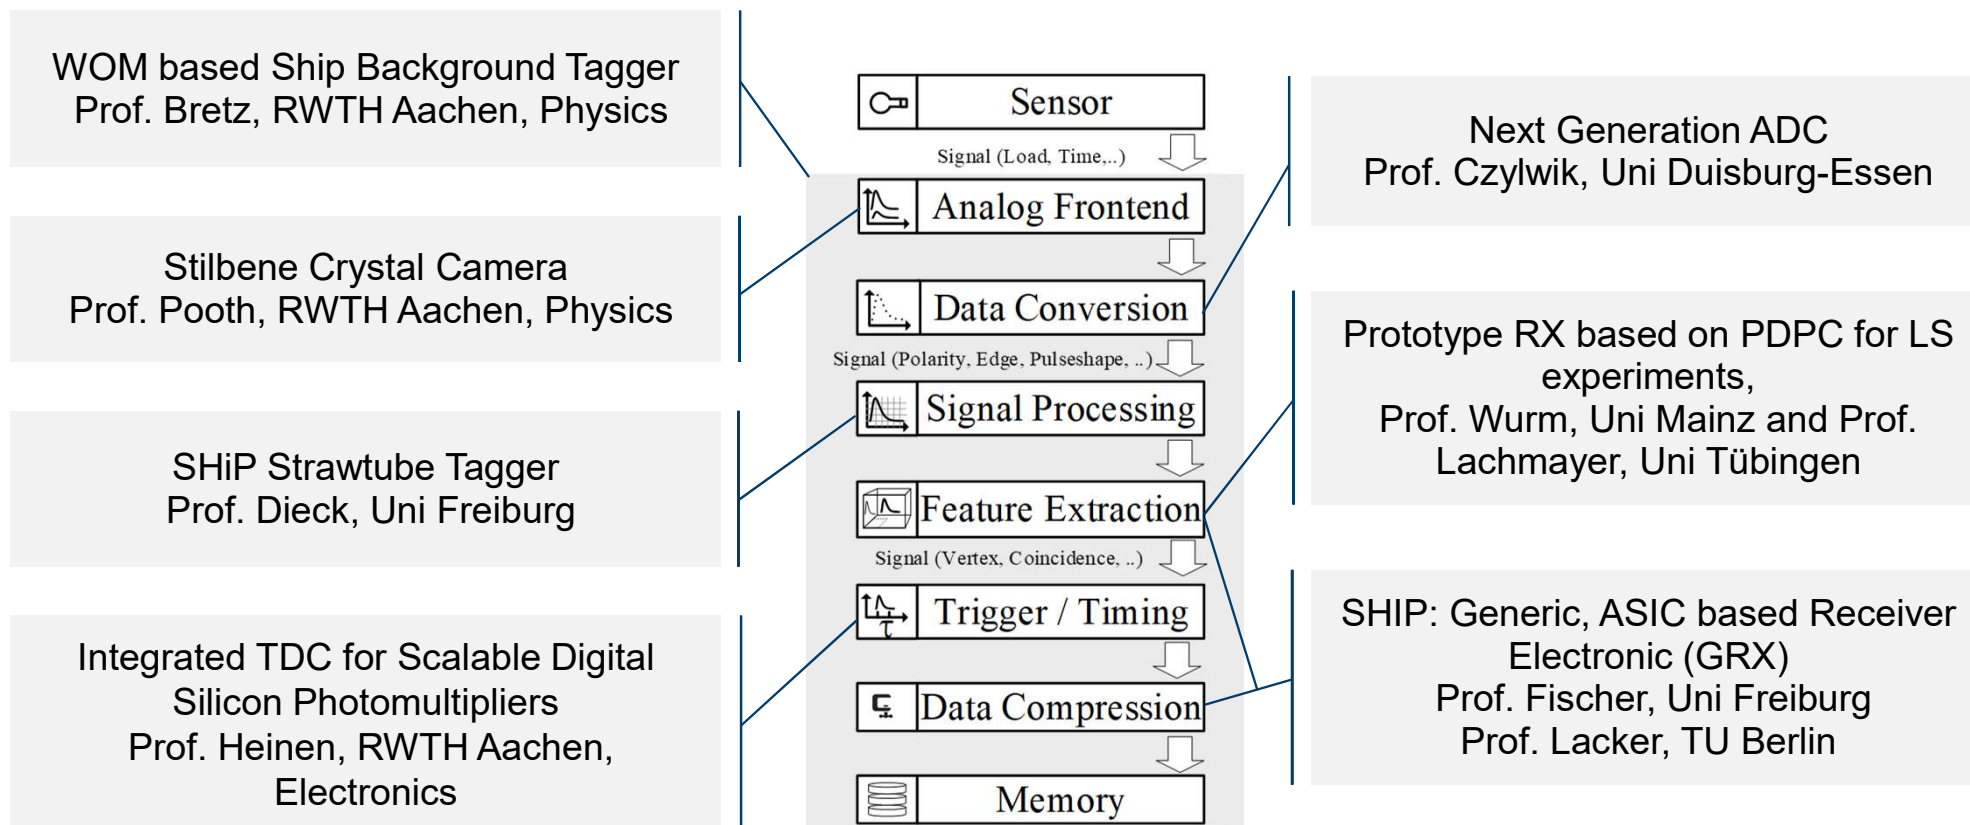 WOM based Ship Background Tagger
Prof. Bretz, RWTH Aachen, Physics
Stilbene Crystal Camera
Prof. Pooth, RWTH Aachen, Physics
SHiP Strawtube Tagger
Prof. Dieck, Uni Freiburg
Integrated TDC for Scalable Digital
Silicon Photomultipliers
Prof. Heinen, RWTH Aachen,
Electronics
Sensor
Signal (Load, Time,..)
Analog Frontend
Data Conversion
Signal (Polarity, Edge, Pulseshape, ..)
Signal Processing
Feature Extraction
Signal (Vertex, Coincidence, ..)
τ
Trigger / Timing
Data Compression
Memory
Next Generation ADC
Prof. Czylwik, Uni Duisburg-Essen
Prototype RX based on PDPC for LS
experiments,
Prof. Wurm, Uni Mainz and Prof.
Lachmayer, Uni Tübingen
SHIP: Generic, ASIC based Receiver
Electronic (GRX)
Prof. Fischer, Uni Freiburg
Prof. Lacker, TU Berlin